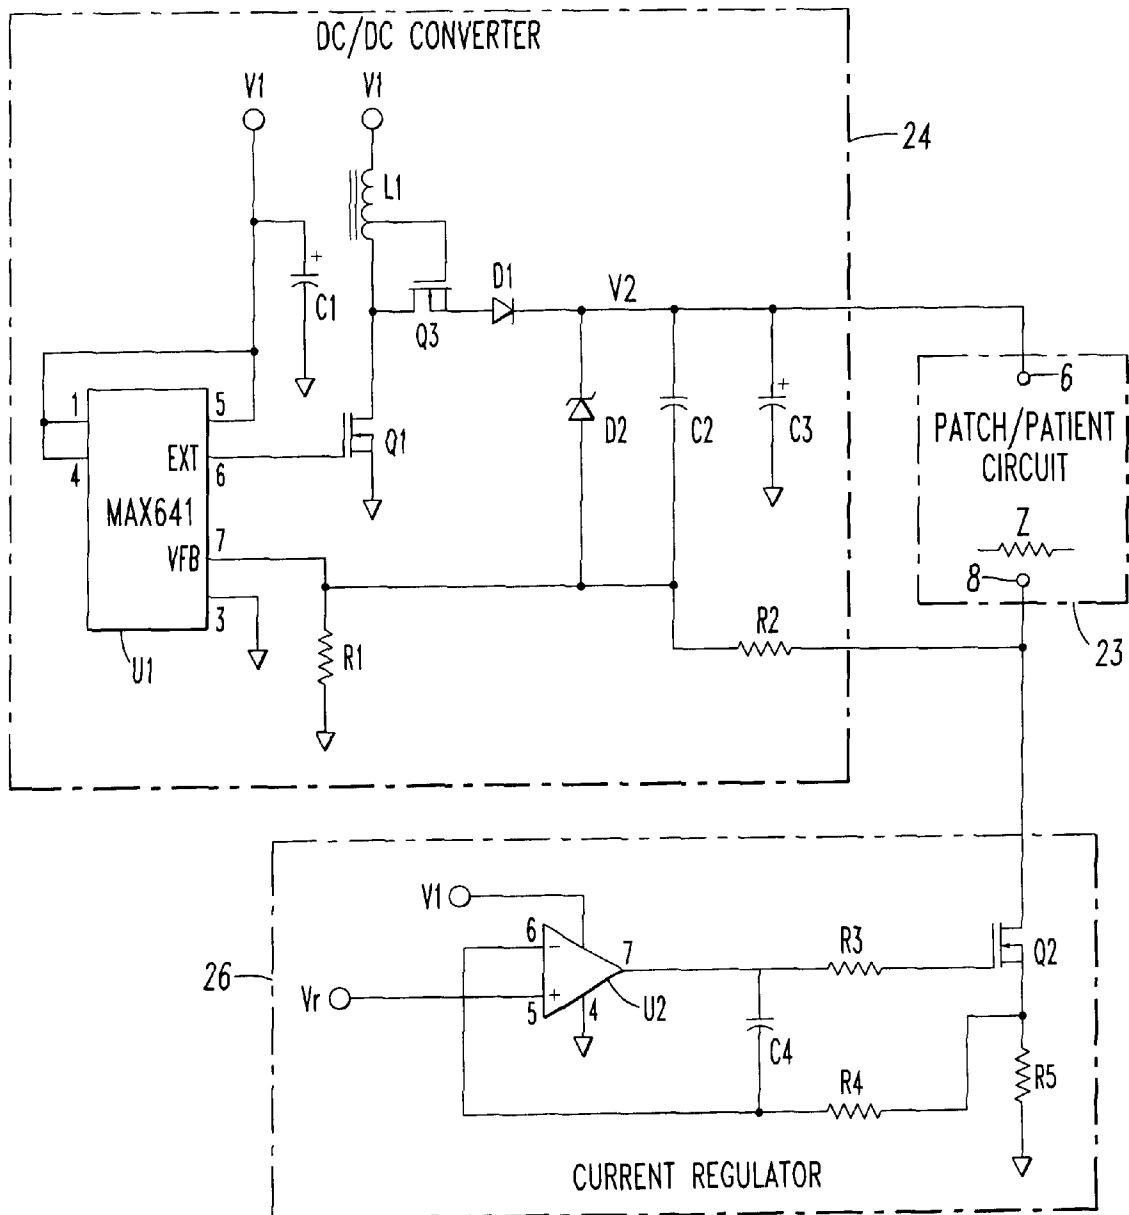 DC/DC CONVERTER
V1
V1
24
L1
C1
+
D1
V2
Q3
1
5
EXT
4
6
Q1
D2
C2
+
C3
6
PATCH/PATIENT
CIRCUIT
MAX641
Z
7
VFB
8
3
R2
23
U1
R1
V1
6
−
7
R3
Q2
26
Vr
+
5
4
U2
C4
R4
R5
CURRENT REGULATOR